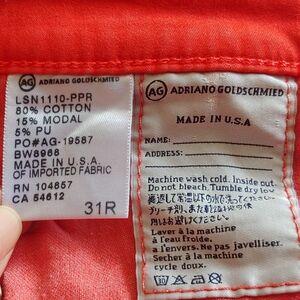 AG ADRIANO GOLDSCHMIED
LSN1110-PPR
80% COTTON
15% MODAL
5% PU
PO#AG-19587
BW8968
MADE IN U.S.A.
OF IMPORTED FABRIC
RN 104657
CA 54612
31R
AG ADRIANO GOLDSCHMIED
MADE IN U.S.A
NAME:
ADDRESS:
Machine wash cold. Inside out.
Do not bleach. Tumble dry low
Laver à la machine
à l'eau froide,
à l'envers. Ne pas javelliser.
Secher à la machine
cycle doux.